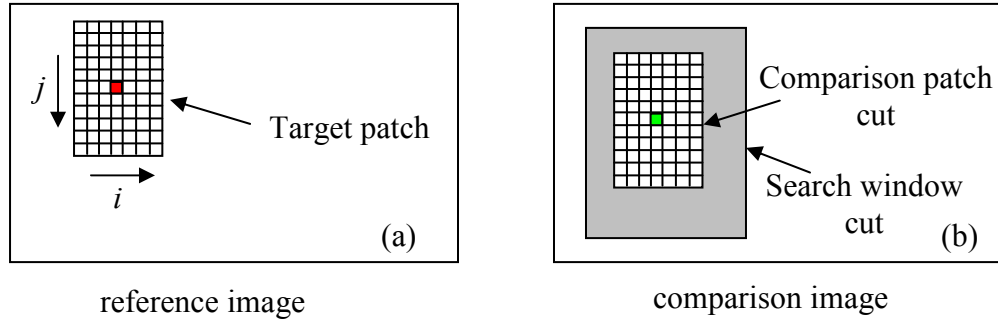 j
Target patch
i
(a)
reference image
Comparison patch
cut
Search window
cut
(b)
comparison image